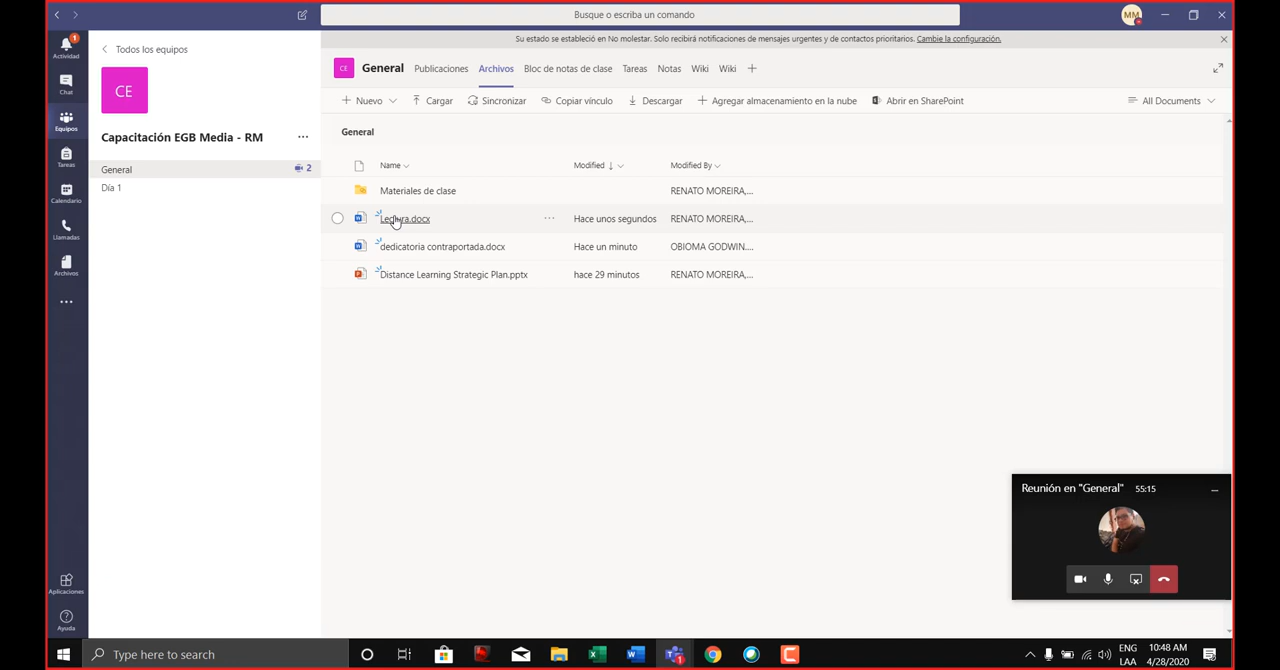 Busque o escriba un comando
MM
Su estado se estableció en No molestar. Solo recibirá notificaciones de mensajes urgentes y de contactos prioritarios. Cambie la configuración.
1
Actividad
Chat
Equipos
Tareas
Calendario
Llamadas
Archivos
Aplicaciones
Ayuda
Todos los equipos
CE
Capacitación EGB Media - RM
General
2
Día 1
CE
General
Publicaciones
Archivos
Bloc de notas de clase
Tareas
Notas
Wiki
Wiki
Nuevo
Cargar
Sincronizar
Copiar vínculo
Descargar
Agregar almacenamiento en la nube
Abrir en SharePoint
All Documents
General
Name Modified Modified By
Materiales de clase RENATO MOREIRA,...
Lectura.docx Hace unos segundos RENATO MOREIRA,...
dedicatoria contraportada.docx Hace un minuto OBIOMA GODWIN....
Distance Learning Strategic Plan.pptx hace 29 minutos RENATO MOREIRA,...
Reunión en "General" 55:15
Type here to search
1
ENG
LAA
10:48 AM
4/28/2020